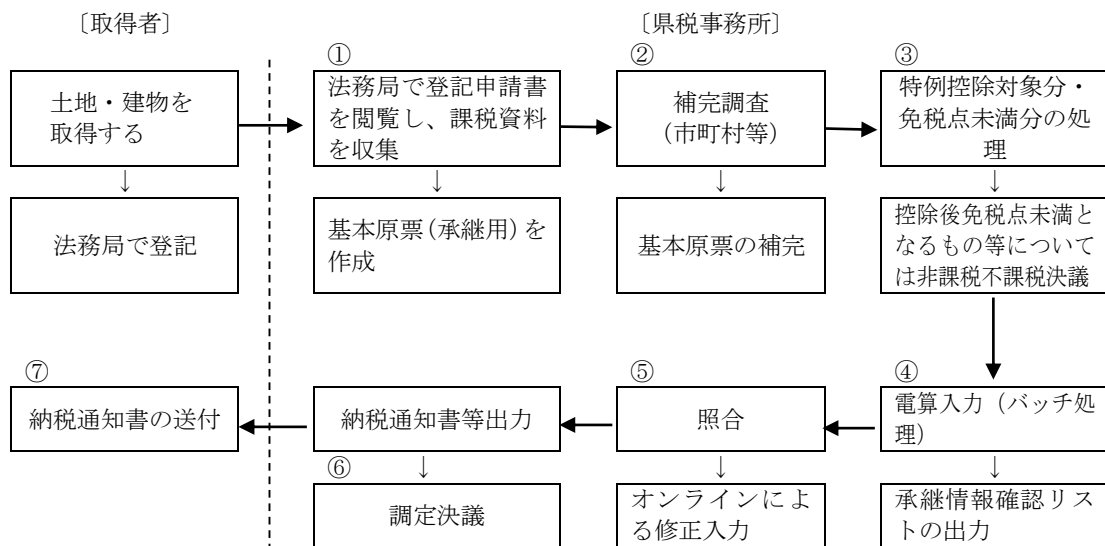 〔取得者〕
〔県税事務所〕
土地・建物を
取得する
↓
法務局で登記
①
法務局で登記申請書
を閲覧し、課税資料
を収集
↓
基本原票(承継用)を
作成
②
補完調査
(市町村等)
↓
基本原票の補完
③
特例控除対象分・
免税点未満分の処
理
↓
控除後免税点未満と
なるもの等について
は非課税不課税決議
④
電算入力(バッチ処
理)
↓
承継情報確認リス
トの出力
⑤
照合
↓
オンラインによ
る修正入力
納税通知書等出力
↓
⑥
調定決議
⑦
納税通知書の送付